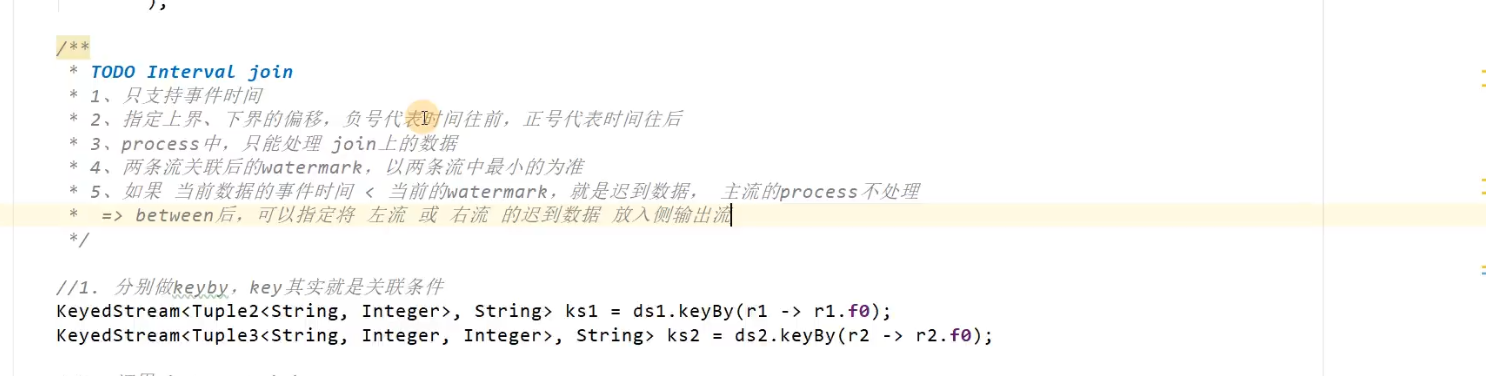 );
/**
* TODO Interval join
* 1、只支持事件时间
* 2、指定上界、下界的偏移，负号代表时间往前，正号代表时间往后
* 3、process中，只能处理 join上的数据
* 4、两条流关联后的watermark，以两条流中最小的为准
* 5、如果 当前数据的事件时间 < 当前的watermark，就是迟到数据， 主流的process不处理
*  => between后，可以指定将 左流 或 右流 的迟到数据 放入侧输出流
*/
//1. 分别做keyby，key其实就是关联条件
KeyedStream<Tuple2<String, Integer>, String> ks1 = ds1.keyBy(r1 -> r1.f0);
KeyedStream<Tuple3<String, Integer, Integer>, String> ks2 = ds2.keyBy(r2 -> r2.f0);